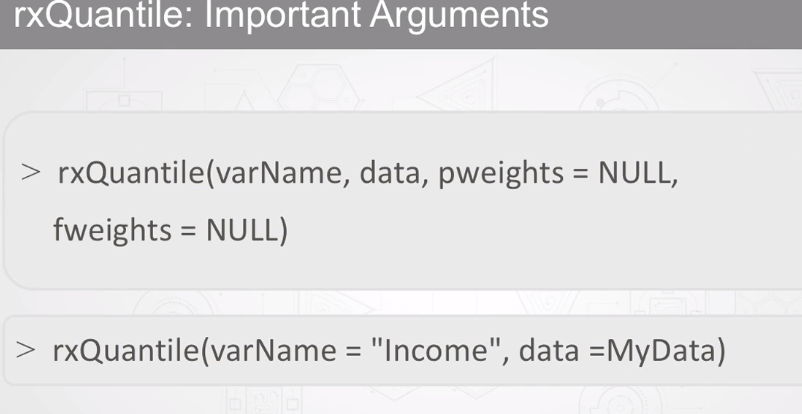 rxQuantile: Important Arguments
> rxQuantile(varName, data, pweights = NULL,
fweights = NULL)
> rxQuantile(varName = "Income", data =MyData)